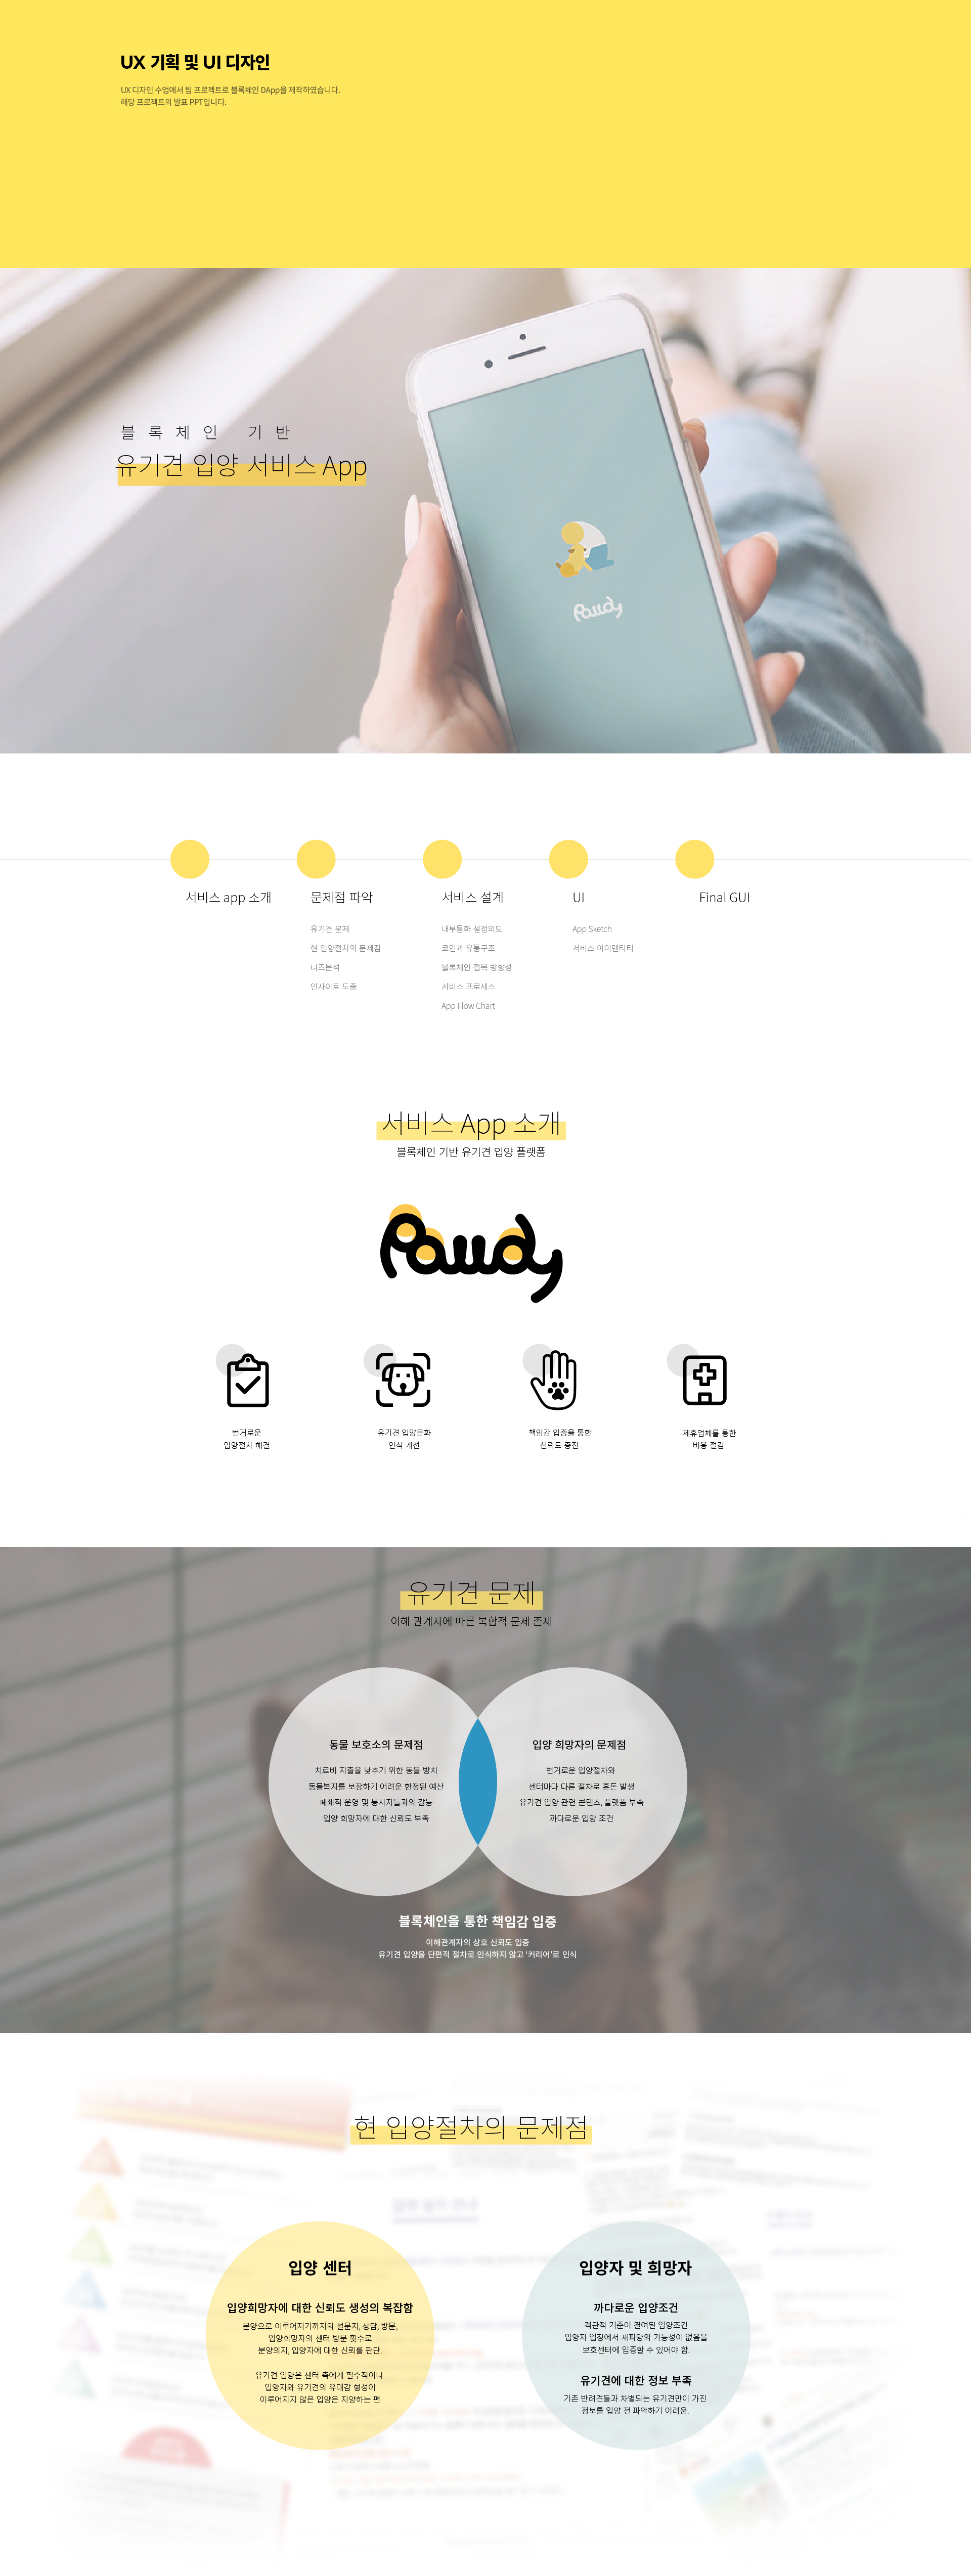 UX 기획 및 UI 디자인
UX 디자인 수업에서 팀 프로젝트로 블록체인 DApp을 제작하였습니다.
해당 프로젝트의 발표 PPT입니다.
블록체인 기반
유기견 입양 서비스 App
Pawdy
서비스 app 소개
문제점 파악
유기견 문제
현 입양절차의 문제점
니즈분석
인사이트 도출
서비스 설계
내부통화 설정의도
코인과 유통구조
블록체인 접목 방향성
서비스 프로세스
App Flow Chart
UI
App Sketch
서비스 아이덴티티
Final GUI
서비스 App 소개
블록체인 기반 유기견 입양 플랫폼
Pawdy
번거로운
입양절차 해결
유기견 입양문화
인식 개선
책임감 입증을 통한
신뢰도 증진
제휴업체를 통한
비용 절감
유기견 문제
이해 관계자에 따른 복합적 문제 존재
동물 보호소의 문제점
치료비 지출을 낮추기 위한 동물 방치
동물복지를 보장하기 어려운 한정된 예산
폐쇄적 운영 및 봉사자들과의 갈등
입양 희망자에 대한 신뢰도 부족
입양 희망자의 문제점
번거로운 입양절차와
센터마다 다른 절차로 혼돈 발생
유기견 입양 관련 콘텐츠, 플랫폼 부족
까다로운 입양 조건
블록체인을 통한 책임감 입증
이해관계자의 상호 신뢰도 입증
유기견 입양을 단편적 절차로 인식하지 않고 '커리어'로 인식
현 입양절차의 문제점
입양 센터
입양희망자에 대한 신뢰도 생성의 복잡함
분양으로 이루어지기까지의 설문지, 상담, 방문,
입양희망자의 센터 방문 횟수로
분양의지, 입양자에 대한 신뢰를 판단.
유기견 입양은 센터 측에게 필수적이나
입양자와 유기견의 유대감 형성이
이루어지지 않은 입양은 지양하는 편
입양자 및 희망자
까다로운 입양조건
객관적 기준이 결여된 입양조건
입양자 입장에서 재파양의 가능성이 없음을
보호센터에 입증할 수 있어야 함.
유기견에 대한 정보 부족
기존 반려견들과 차별되는 유기견만이 가진
정보를 입양 전 파악하기 어려움.